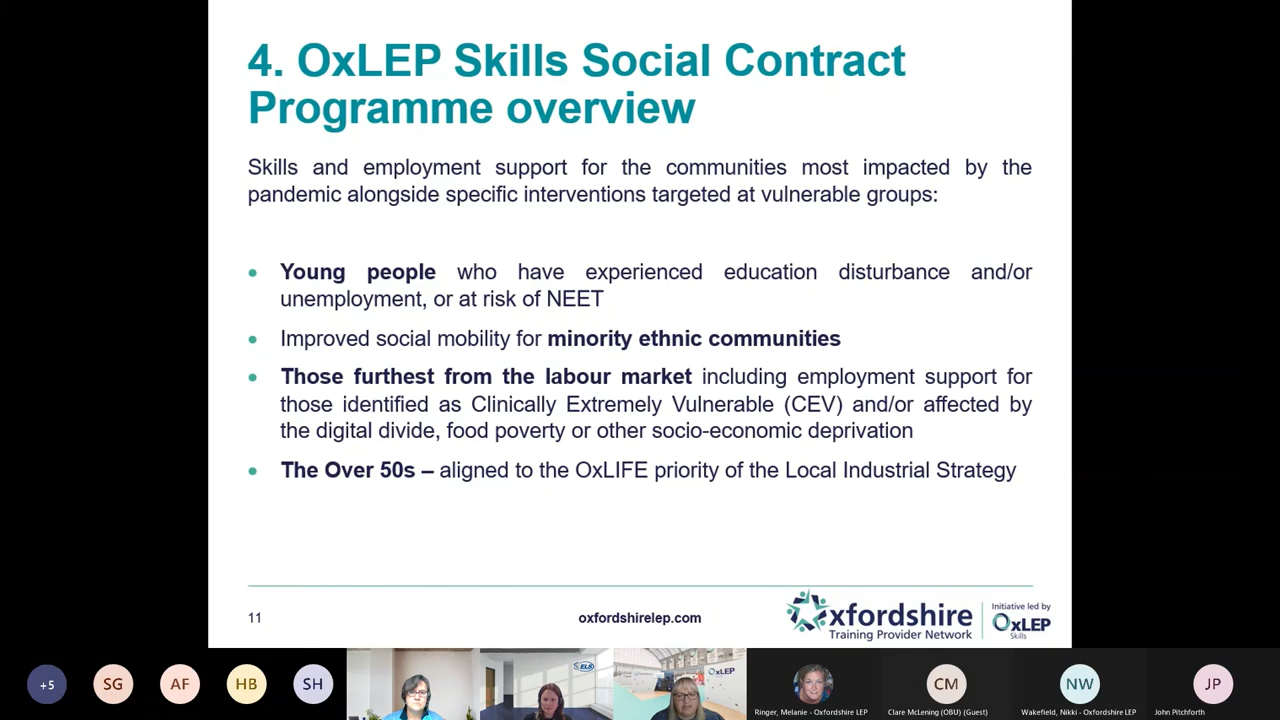 4. OxLEP Skills Social Contract
Programme overview
Skills and employment support for the communities most impacted by the
pandemic alongside specific interventions targeted at vulnerable groups:
Young people who have experienced education disturbance and/or
unemployment, or at risk of NEET
Improved social mobility for minority ethnic communities
Those furthest from the labour market including employment support for
those identified as Clinically Extremely Vulnerable (CEV) and/or affected by
the digital divide, food poverty or other socio-economic deprivation
The Over 50s – aligned to the OxLIFE priority of the Local Industrial Strategy
11
oxfordshirelep.com
Oxfordshire
Training Provider Network
Initiative led by
OxLEP
Skills
+5
SG
AF
HB
SH
ELS
OxLEP
Ringer, Melanie - Oxfordshire LEP
CM
Clare McLening (OBU) (Guest)
NW
Wakefield, Nikki - Oxfordshire LEP
JP
John Pitchforth